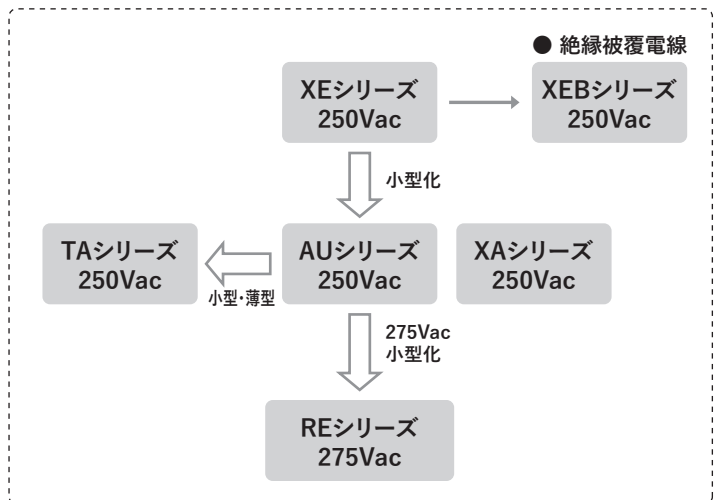 ● 絶縁被覆電線
XEシリーズ
250Vac
XEBシリーズ
250Vac
小型化
TAシリーズ
250Vac
小型・薄型
AUシリーズ
250Vac
XAシリーズ
250Vac
275Vac
小型化
REシリーズ
275Vac